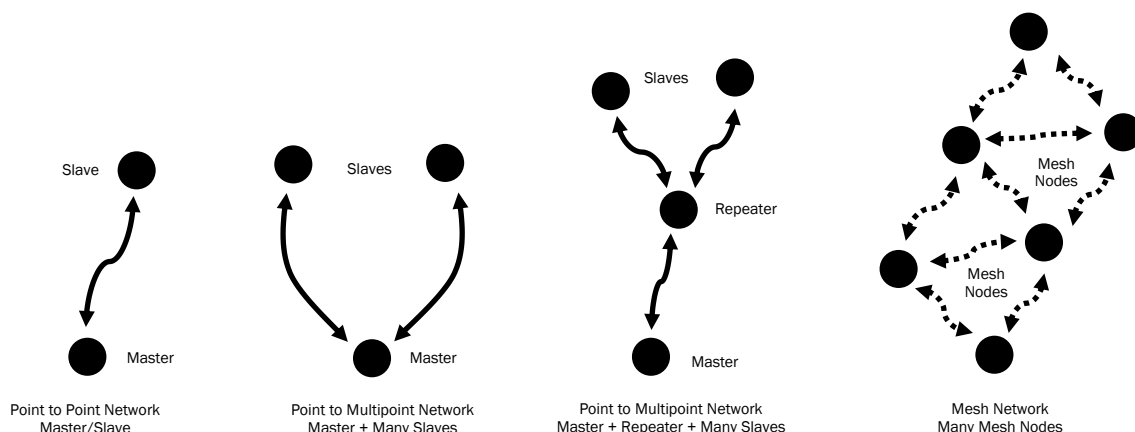 Slaves
Slave
Slaves
Mesh
Nodes
Repeater
Mesh
Nodes
Master
Master
Master
Point to Point Network
Master/Slave
Point to Multipoint Network
Master + Many Slaves
Point to Multipoint Network
Master + Repeater + Many Slaves
Mesh Network
Many Mesh Nodes